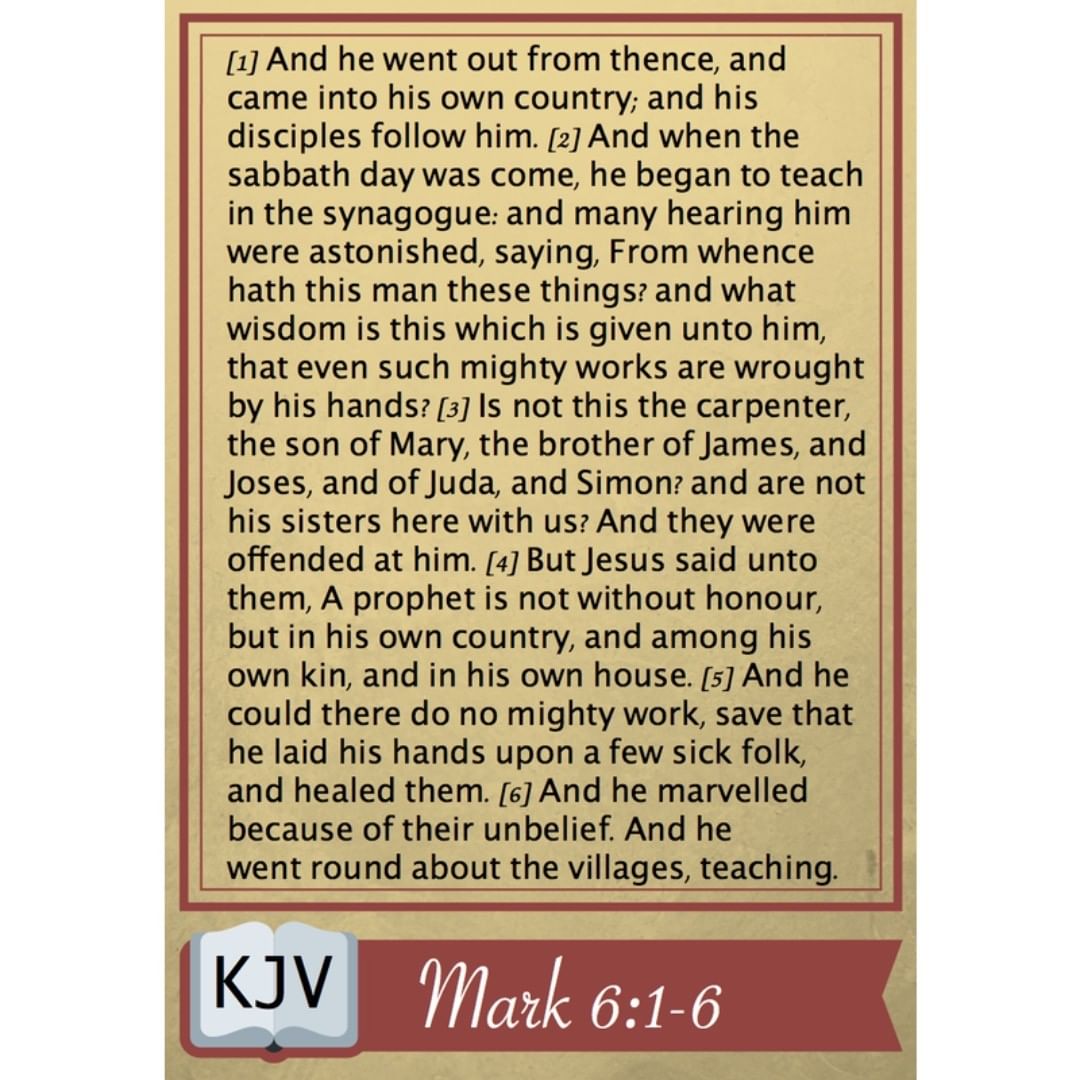 [1] And he went out from thence, and
came into his own country; and his
disciples follow him. [2] And when the
sabbath day was come, he began to teach
in the synagogue: and many hearing him
were astonished, saying, From whence
hath this man these things? and what
wisdom is this which is given unto him,
that even such mighty works are wrought
by his hands? [3] Is not this the carpenter,
the son of Mary, the brother of James, and
Joses, and of Juda, and Simon? and are not
his sisters here with us? And they were
offended at him. [4] But Jesus said unto
them, A prophet is not without honour,
but in his own country, and among his
own kin, and in his own house. [5] And he
could there do no mighty work, save that
he laid his hands upon a few sick folk,
and healed them. [6] And he marvelled
because of their unbelief. And he
went round about the villages, teaching.
KJV
Mark 6:1-6